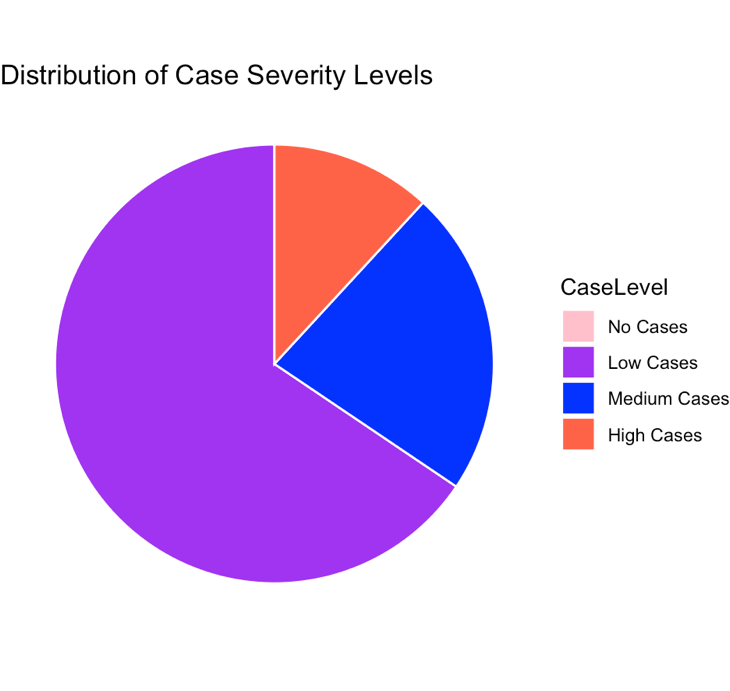 Distribution of Case Severity Levels
CaseLevel
No Cases
Low Cases
Medium Cases
High Cases